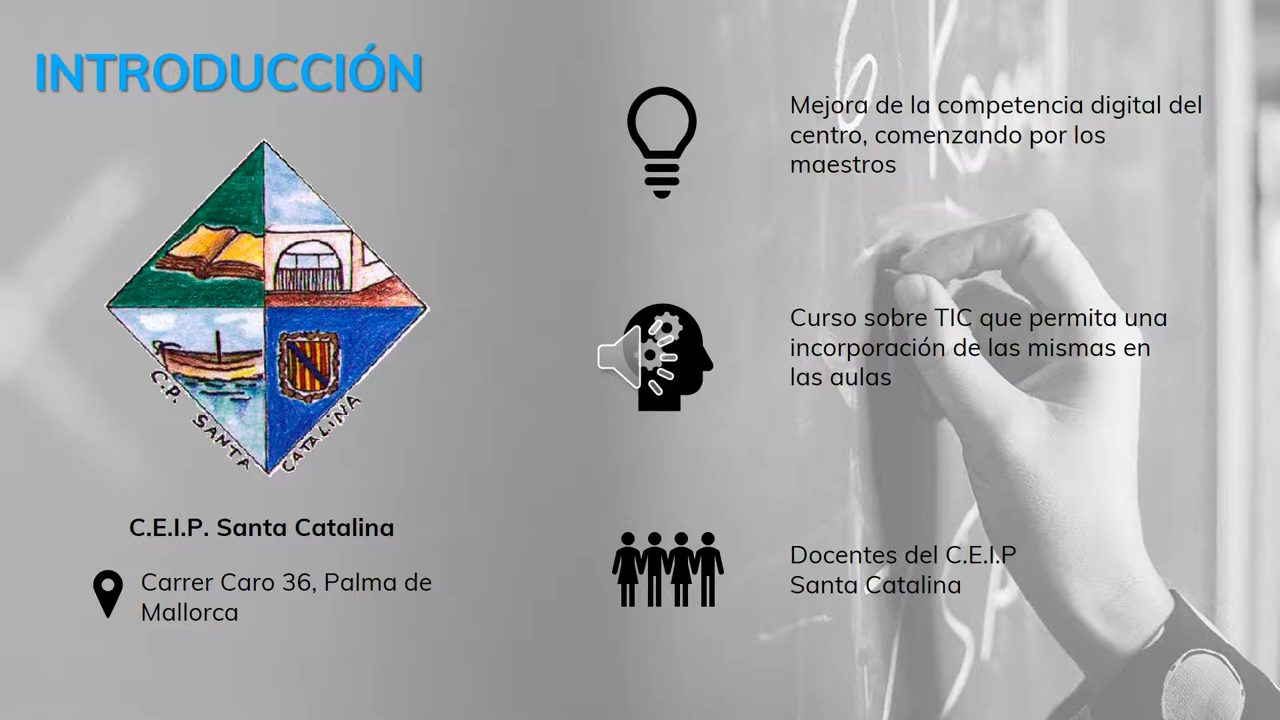 INTRODUCCIÓN
C.P. SANTA CATALINA
C.E.I.P. Santa Catalina
Carrer Caro 36, Palma de
Mallorca
Mejora de la competencia digital del
centro, comenzando por los
maestros
Curso sobre TIC que permita una
incorporación de las mismas en
las aulas
Docentes del C.E.I.P
Santa Catalina